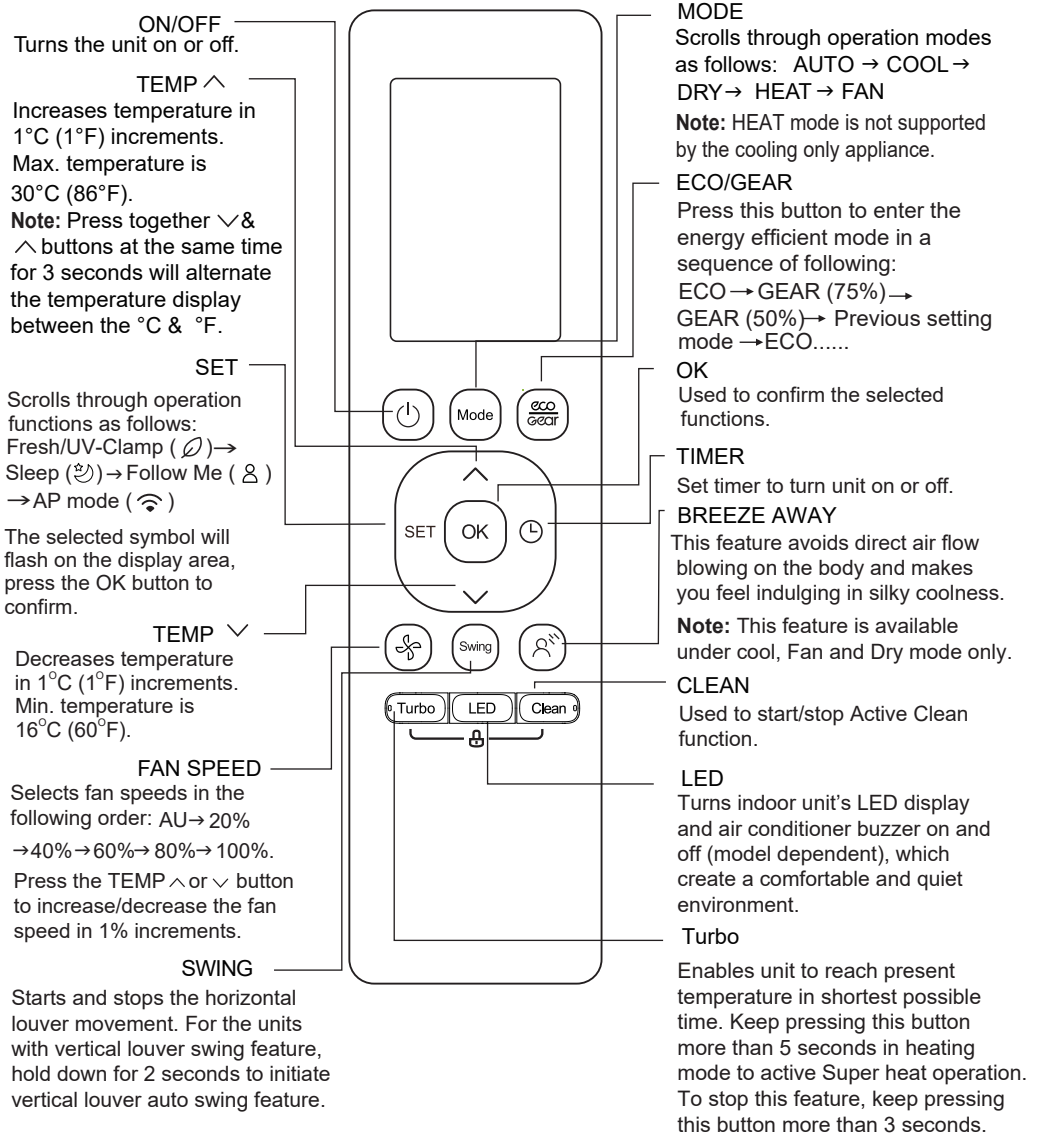 ON/OFF
Turns the unit on or off.
TEMP ︿
Increases temperature in
1°C (1°F) increments.
Max. temperature is
30°C (86°F).
Note: Press together ﹀&
︿ buttons at the same time
for 3 seconds will alternate
the temperature display
between the °C & °F.
SET
Scrolls through operation
functions as follows:
Fresh/UV-Clamp ( )→
Sleep ( )→Follow Me ( )
→AP mode ( )
The selected symbol will
flash on the display area,
press the OK button to
confirm.
TEMP ﹀
Decreases temperature
in 1°C (1°F) increments.
Min. temperature is
16°C (60°F).
FAN SPEED
Selects fan speeds in the
following order: AU→20%
→40%→60%→80%→100%.
Press the TEMP ︿ or ﹀ button
to increase/decrease the fan
speed in 1% increments.
SWING
Starts and stops the horizontal
louver movement. For the units
with vertical louver swing feature,
hold down for 2 seconds to initiate
vertical louver auto swing feature.
Mode
eco
Gear
SET
OK
Swing
Turbo
LED
Clean
MODE
Scrolls through operation modes
as follows: AUTO → COOL→
DRY→ HEAT→ FAN
Note: HEAT mode is not supported
by the cooling only appliance.
ECO/GEAR
Press this button to enter the
energy efficient mode in a
sequence of following:
ECO→GEAR (75%)→
GEAR (50%)→ Previous setting
mode →ECO......
OK
Used to confirm the selected
functions.
TIMER
Set timer to turn unit on or off.
BREEZE AWAY
This feature avoids direct air flow
blowing on the body and makes
you feel indulging in silky coolness.
Note: This feature is available
under cool, Fan and Dry mode only.
CLEAN
Used to start/stop Active Clean
function.
LED
Turns indoor unit's LED display
and air conditioner buzzer on and
off (model dependent), which
create a comfortable and quiet
environment.
Turbo
Enables unit to reach present
temperature in shortest possible
time. Keep pressing this button
more than 5 seconds in heating
mode to active Super heat operation.
To stop this feature, keep pressing
this button more than 3 seconds.